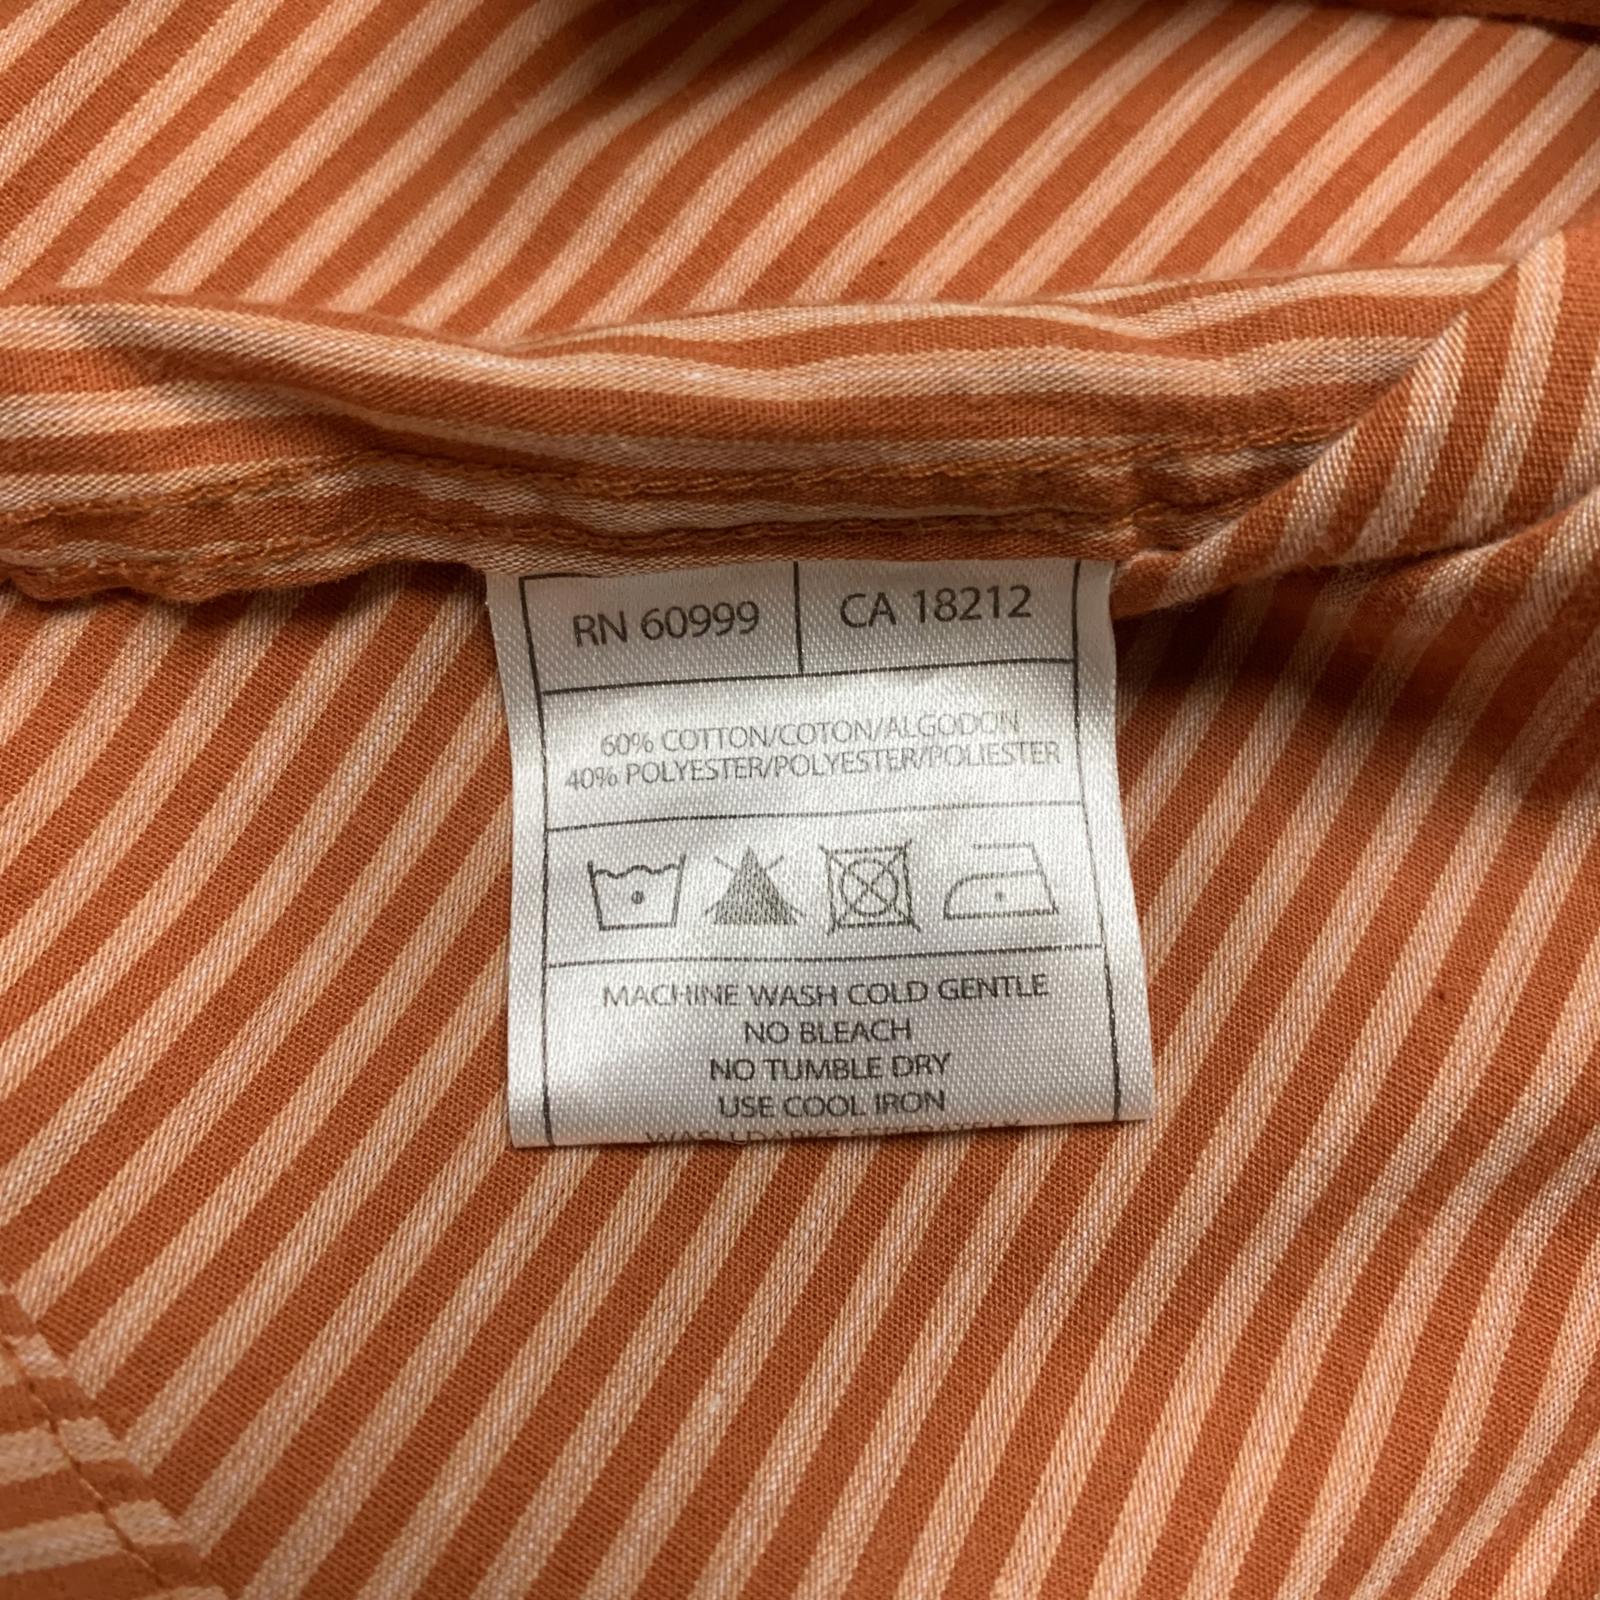 RN 60999 CA 18212
60% COTTON/COTON/ALGODON
40% POLYESTER/POLYESTER/POLIESTER
MACHINE WASH COLD GENTLE
NO BLEACH
NO TUMBLE DRY
USE COOL IRON